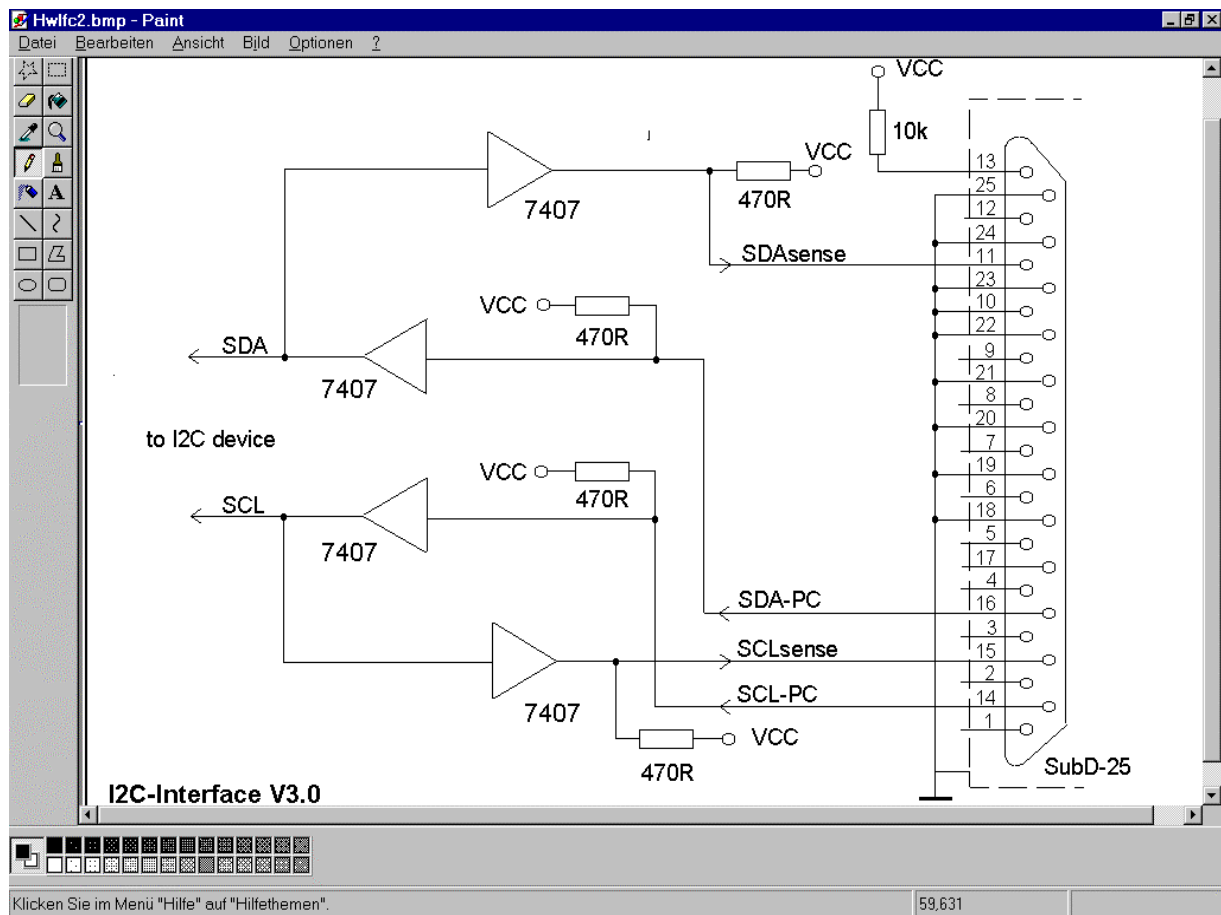 Hwlfc2.bmp - Paint
Datei Bearbeiten Ansicht Bild Optionen ?
A
VCC
10k
VCC
7407
470R
SDAsense
VCC
470R
SDA
7407
to I2C device
VCC
470R
SCL
7407
SDA-PC
SCLsense
SCL-PC
7407
VCC
470R
13
25
12
24
11
23
10
22
9
21
8
20
7
19
6
18
5
17
4
16
3
15
2
14
1
SubD-25
I2C-Interface V3.0
Klicken Sie im Menü "Hilfe" auf "Hilfethemen".
59,631